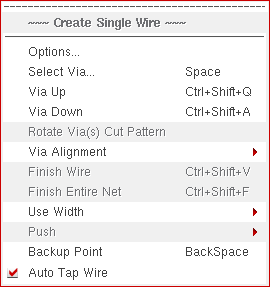 ~~~ Create Single Wire ~~~
Options...
Select Via... Space
Via Up Ctrl+Shift+Q
Via Down Ctrl+Shift+A
Rotate Via(s) Cut Pattern
Via Alignment
Finish Wire Ctrl+Shift+V
Finish Entire Net Ctrl+Shift+F
Use Width
Push
Backup Point BackSpace
Auto Tap Wire